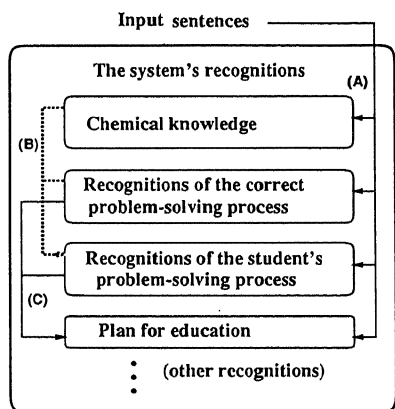 Input sentences
The system's recognitions
(A)
Chemical knowledge
(B)
Recognitions of the correct
problem-solving process
Recognitions of the student's
problem-solving process
(C)
Plan for education
(other recognitions)